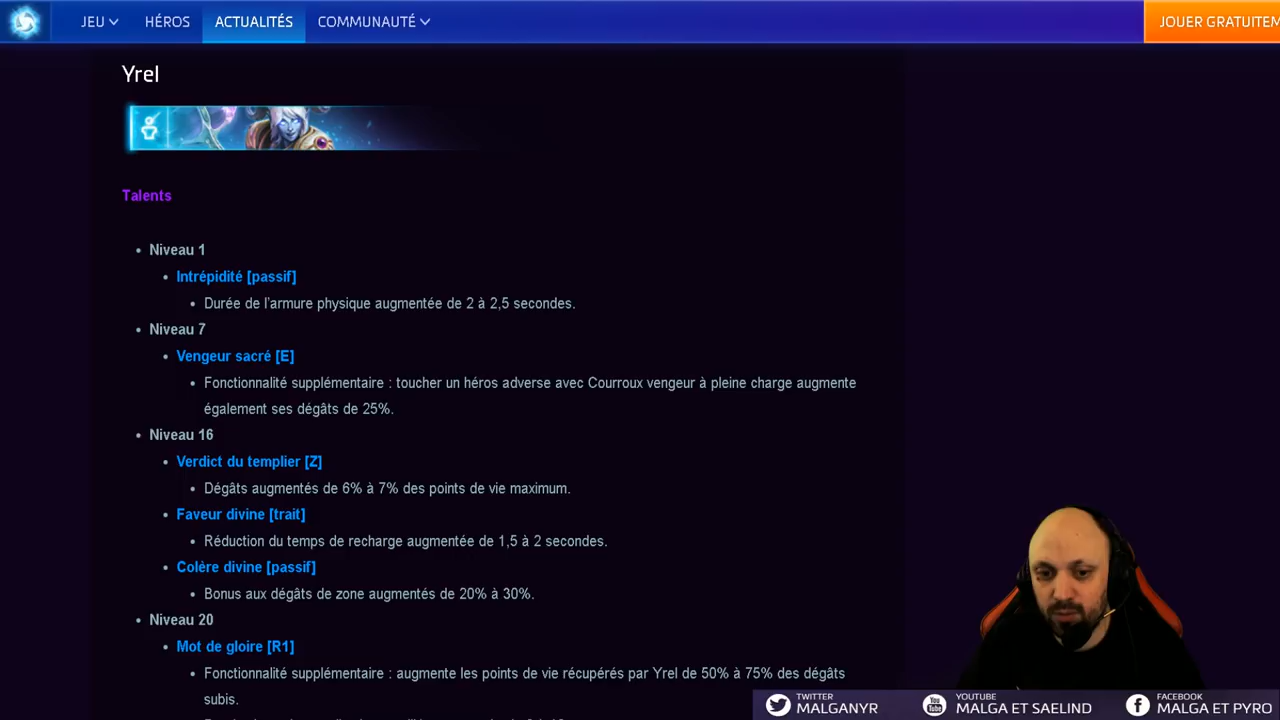 JEU HÉROS ACTUALITÉS COMMUNAUTÉ JOUER GRATUITEM
Yrel
Talents
• Niveau 1
• Intrépidité [passif]
• Durée de l'armure physique augmentée de 2 à 2,5 secondes.
• Niveau 7
• Vengeur sacré [E]
• Fonctionnalité supplémentaire : toucher un héros adverse avec Courroux vengeur à pleine charge augmente
également ses dégâts de 25%.
• Niveau 16
• Verdict du templier [Z]
• Dégâts augmentés de 6% à 7% des points de vie maximum.
• Faveur divine [trait]
• Réduction du temps de recharge augmentée de 1,5 à 2 secondes.
• Colère divine [passif]
• Bonus aux dégâts de zone augmentés de 20% à 30%.
• Niveau 20
• Mot de gloire [R1]
• Fonctionnalité supplémentaire : augmente les points de vie récupérés par Yrel de 50% à 75% des dégâts
subis.
TWITTER
MALGANYR
YOUTUBE
MALGA ET SAELIND
FACEBOOK
MALGA ET PYRO